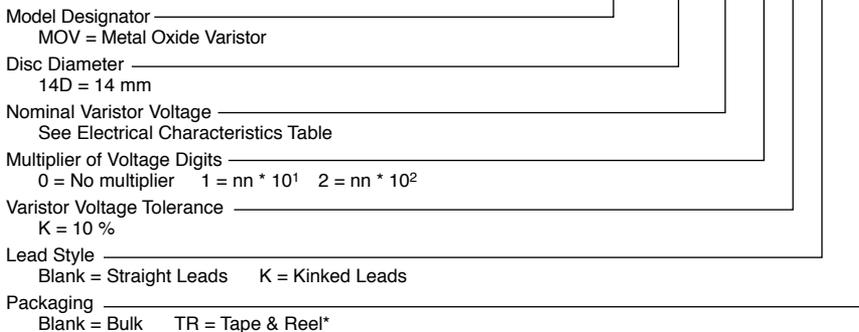 Model Designator
MOV = Metal Oxide Varistor
Disc Diameter
14D = 14 mm
Nominal Varistor Voltage
See Electrical Characteristics Table
Multiplier of Voltage Digits
0 = No multiplier 1 = nn * 10¹ 2 = nn * 10²
Varistor Voltage Tolerance
K = 10 %
Lead Style
Blank = Straight Leads K = Kinked Leads
Packaging
Blank = Bulk TR = Tape & Reel*